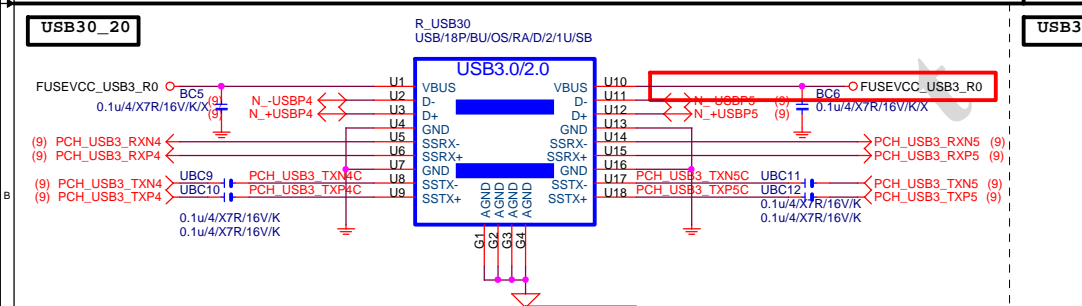 USB30_20
R_USB30
USB/18P/BU/OS/RA/D/2/1U/SB
USB3
USB3.0/2.0
FUSEVCC_USB3_R0
BC5
0.1u/4/X7R/16V/K/X
N_-USBP4
N_+USBP4
(9)
(9)
(9) PCH_USB3_RXN4
(9) PCH_USB3_RXP4
(9) PCH_USB3_TXN4
(9) PCH_USB3_TXP4
UBC9
UBC10
PCH_USB3_TXN4C
PCH_USB3_TXP4C
0.1u/4/X7R/16V/K
0.1u/4/X7R/16V/K
U1
U2
U3
U4
U5
U6
U7
U8
U9
VBUS
D-
D+
GND
SSRX-
SSRX+
GND
SSTX-
SSTX+
VBUS
D-
D+
GND
SSRX-
SSRX+
GND
SSTX-
SSTX+
AGND
AGND
AGND
AGND
G1
G2
G3
G4
U10
U11
U12
U13
U14
U15
U16
U17
U18
FUSEVCC_USB3_R0
BC6
0.1u/4/X7R/16V/K/X
N_-USBP5
N_+USBP5
(9)
(9)
PCH_USB3_RXN5 (9)
PCH_USB3_RXP5 (9)
PCH_USB3_TXN5C
PCH_USB3_TXP5C
UBC11
UBC12
PCH_USB3_TXN5 (9)
PCH_USB3_TXP5 (9)
0.1u/4/X7R/16V/K
0.1u/4/X7R/16V/K
B
t